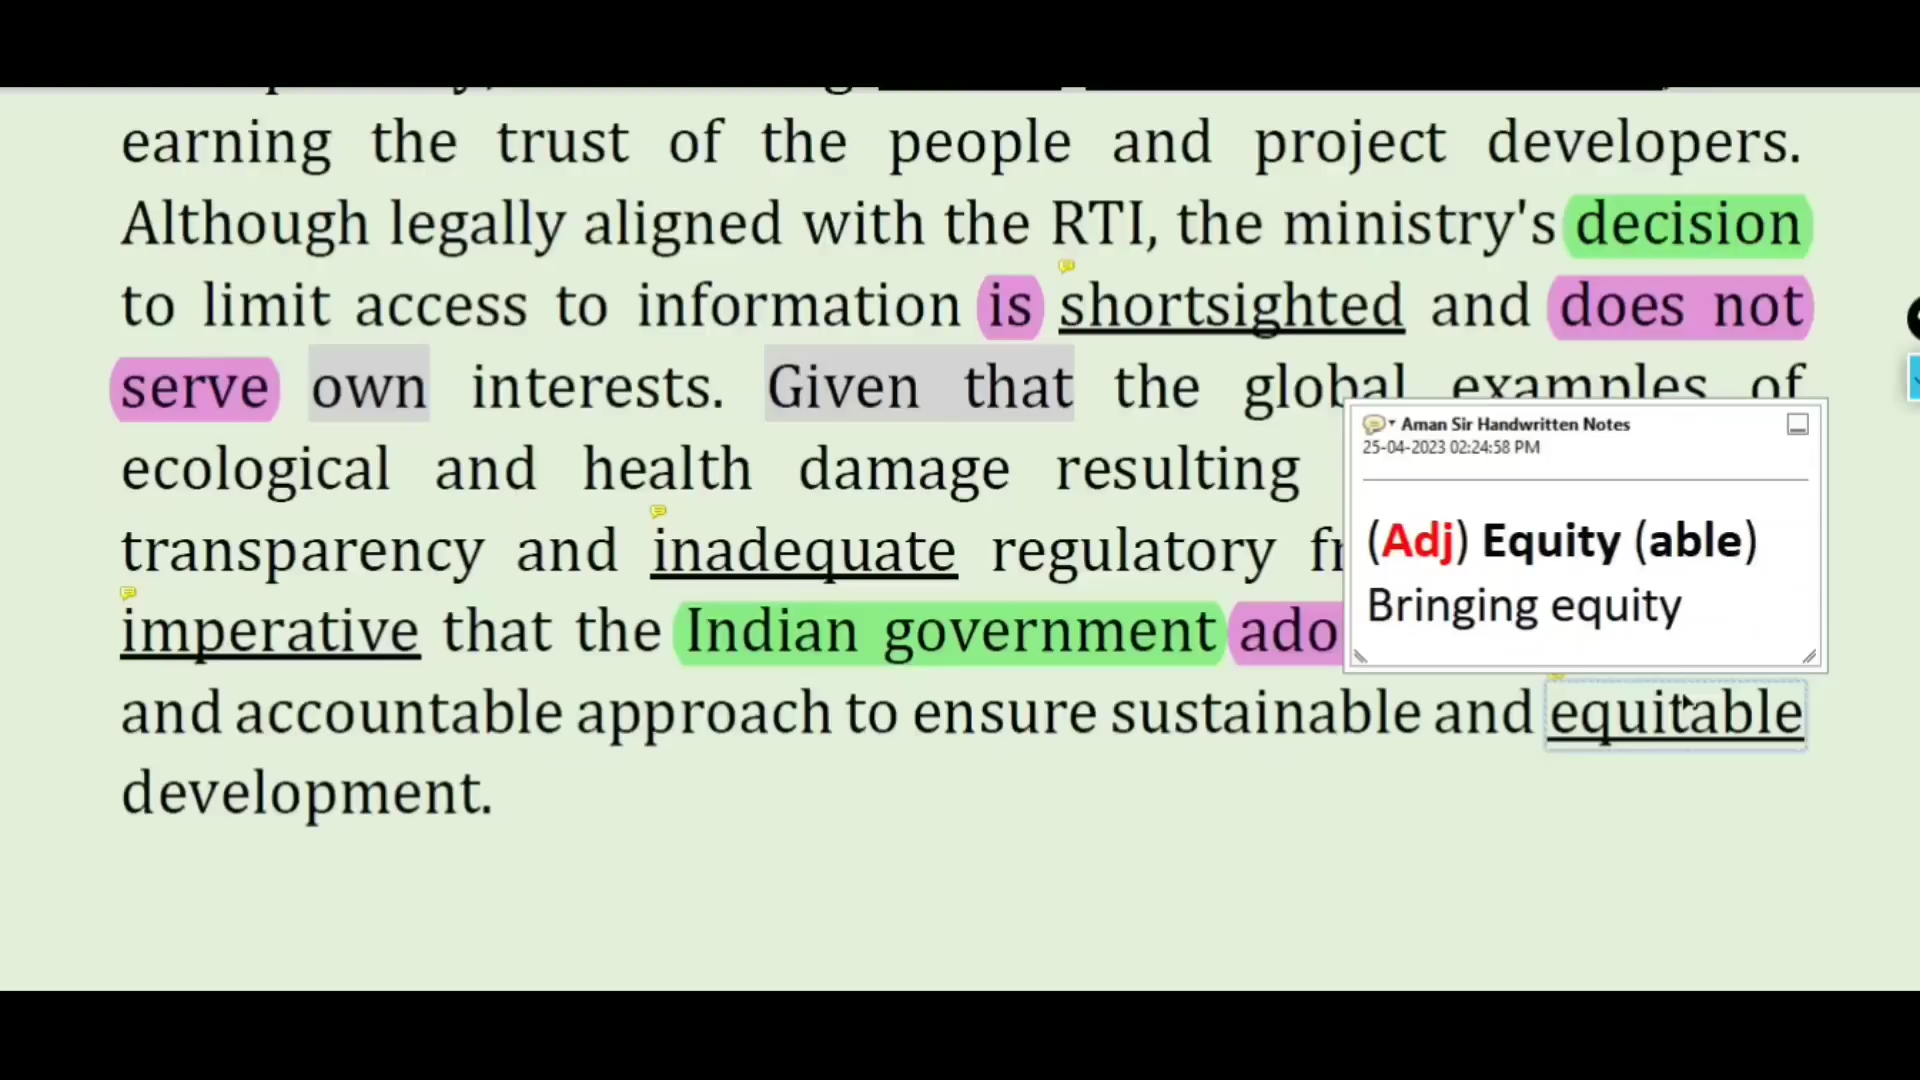 earning the trust of the people and project developers.
Although legally aligned with the RTI, the ministry's decision
to limit access to information is shortsighted and does not
serve own interests. Given that the global examples of
ecological and health damage resulting
transparency and inadequate regulatory
imperative that the Indian government
and accountable approach to ensure sustainable and equitable
development.
Aman Sir Handwritten Notes
25-04-2023 02:24:58 PM
(Adj) Equity (able)
Bringing equity